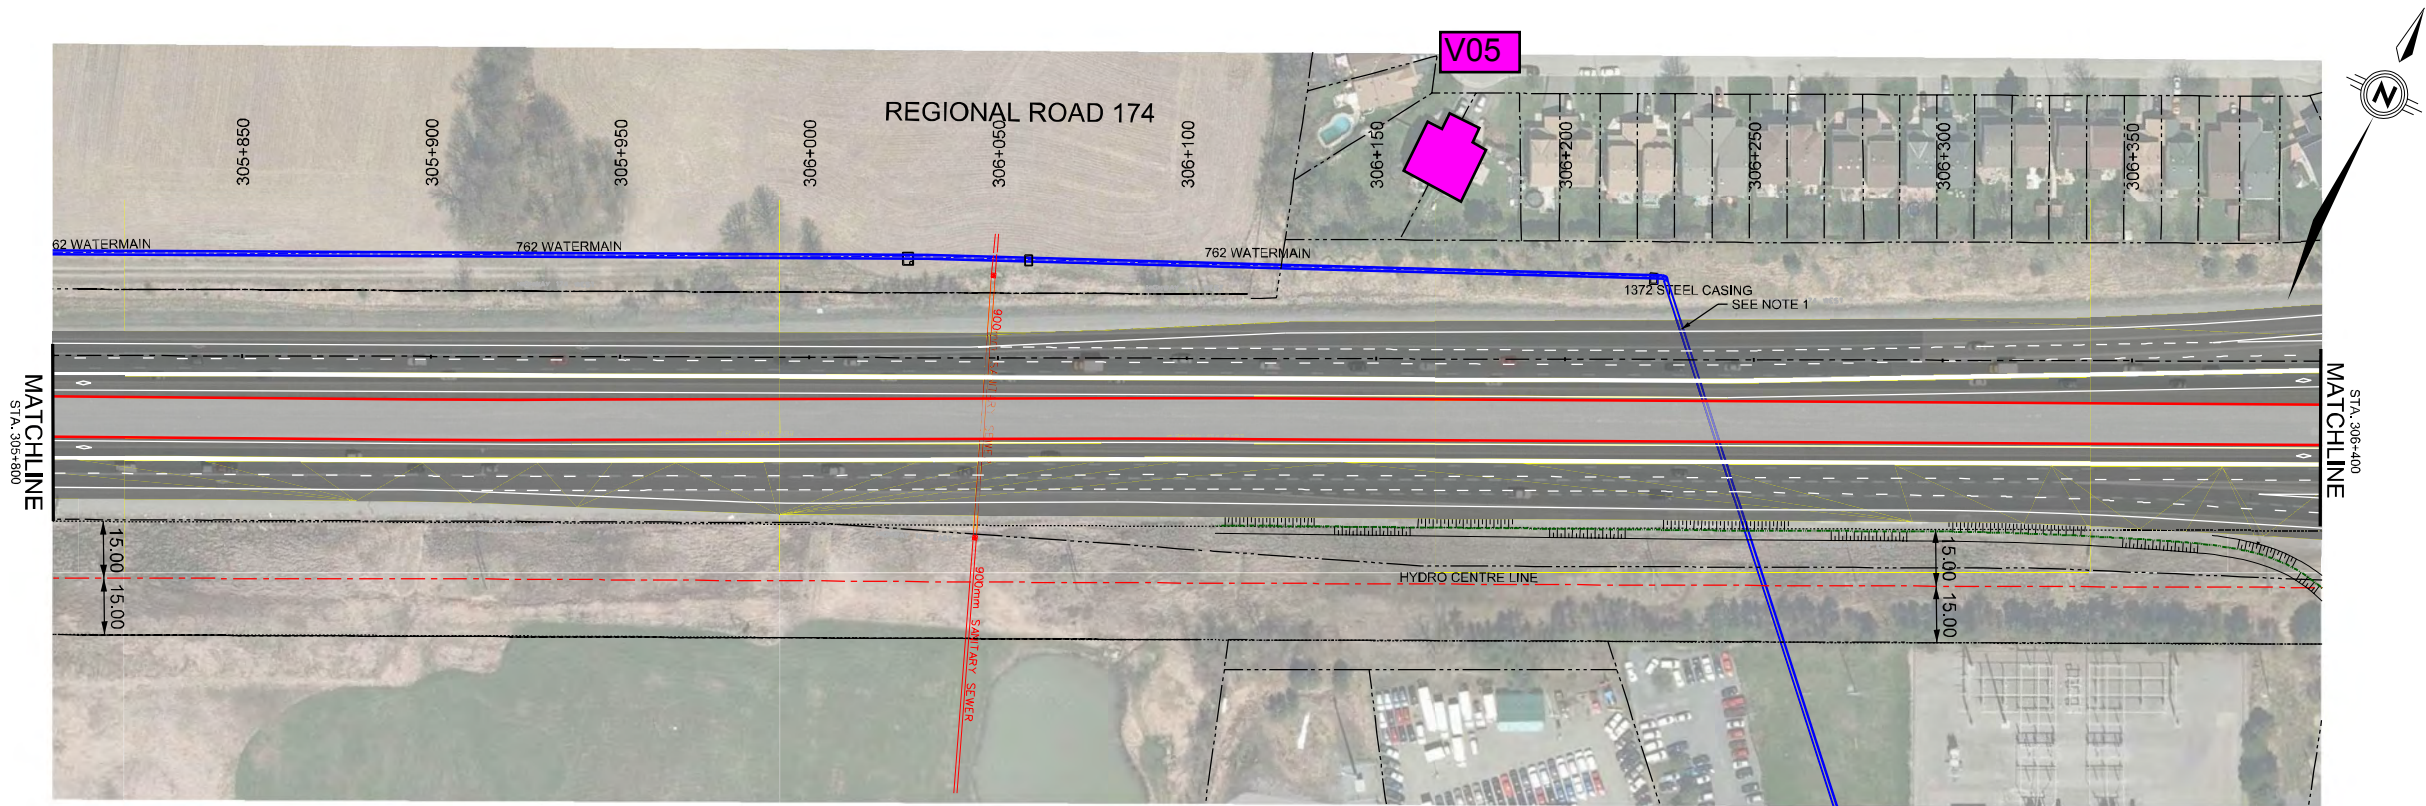 V05
REGIONAL ROAD 174
N
305+850
305+900
305+950
306+000
306+050
306+100
306+150
306+200
306+250
306+300
306+350
62 WATERMAIN
762 WATERMAIN
762 WATERMAIN
1372 STEEL CASING
SEE NOTE 1
MATCHLINE
STA. 305+800
MATCHLINE
STA. 306+400
900mm SANITARY SEWER
15.00
15.00
HYDRO CENTRE LINE
15.00
15.00
900mm SANITARY SEWER